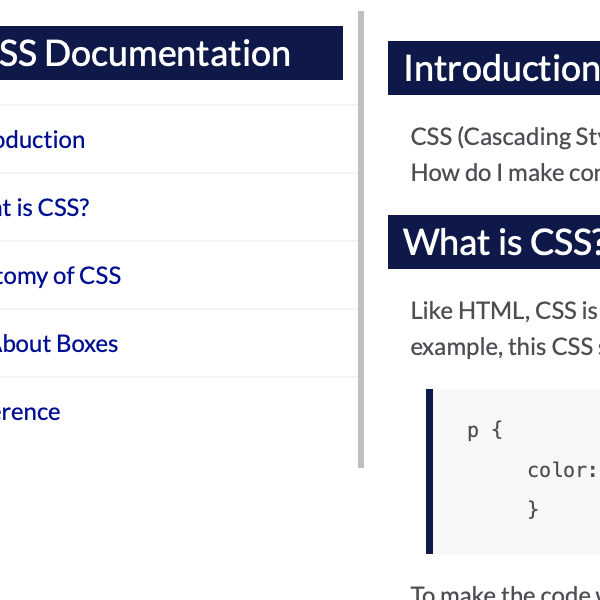 SS Documentation
oduction
t is CSS?
tomy of CSS
About Boxes
erence
Introduction
CSS (Cascading Sty
How do I make con
What is CSS?
Like HTML, CSS is
example, this CSS s
p {
color:
}
To make the code w